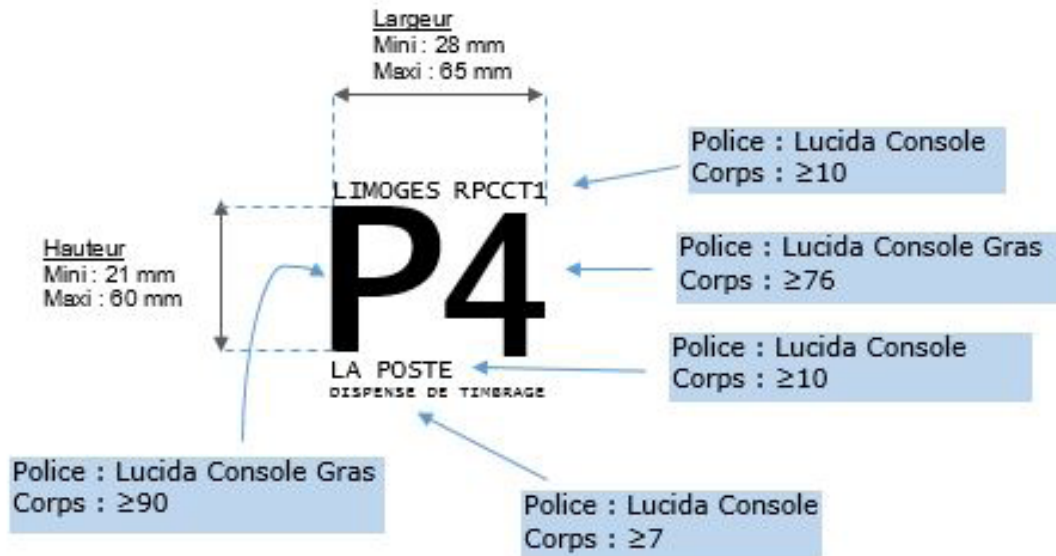 Largeur
Mini : 28 mm
Maxi : 65 mm
Police : Lucida Console
Corps : ≥10
LIMOGES RPCCT1
P4
Hauteur
Mini : 21 mm
Maxi : 60 mm
Police : Lucida Console Gras
Corps : ≥76
Police : Lucida Console
Corps : ≥10
LA POSTE
DISPENSE DE TIMBRAGE
Police : Lucida Console Gras
Corps : ≥90
Police : Lucida Console
Corps : ≥7